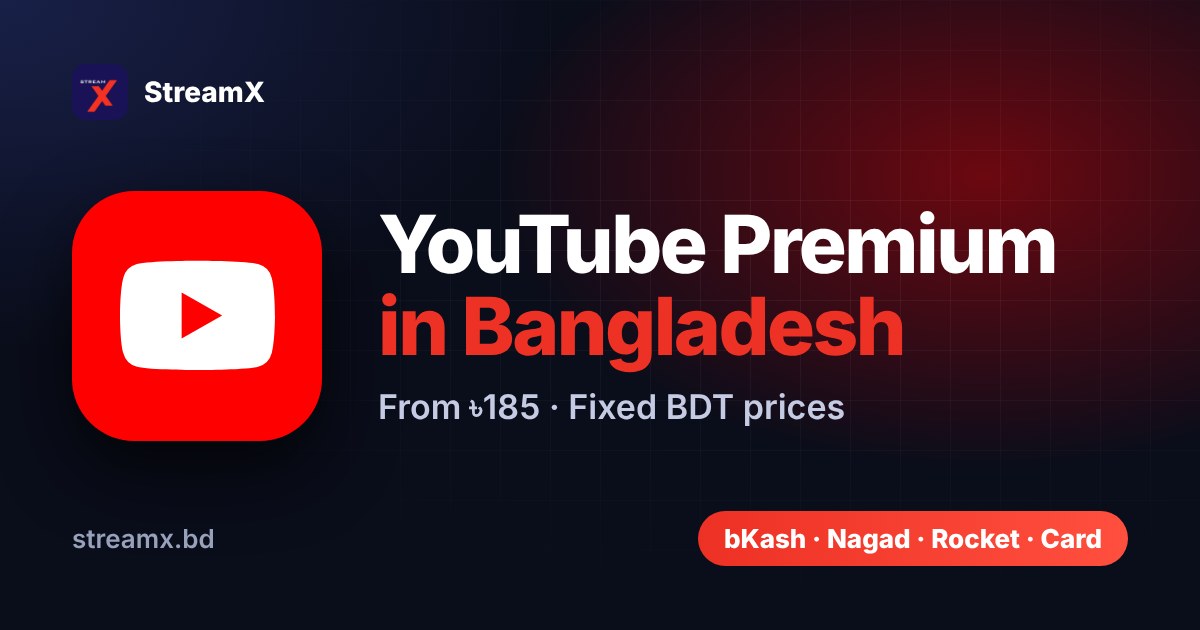 STREAM
X
StreamX
YouTube Premium
in Bangladesh
From ৳185 · Fixed BDT prices
streamx.bd
bKash · Nagad · Rocket · Card